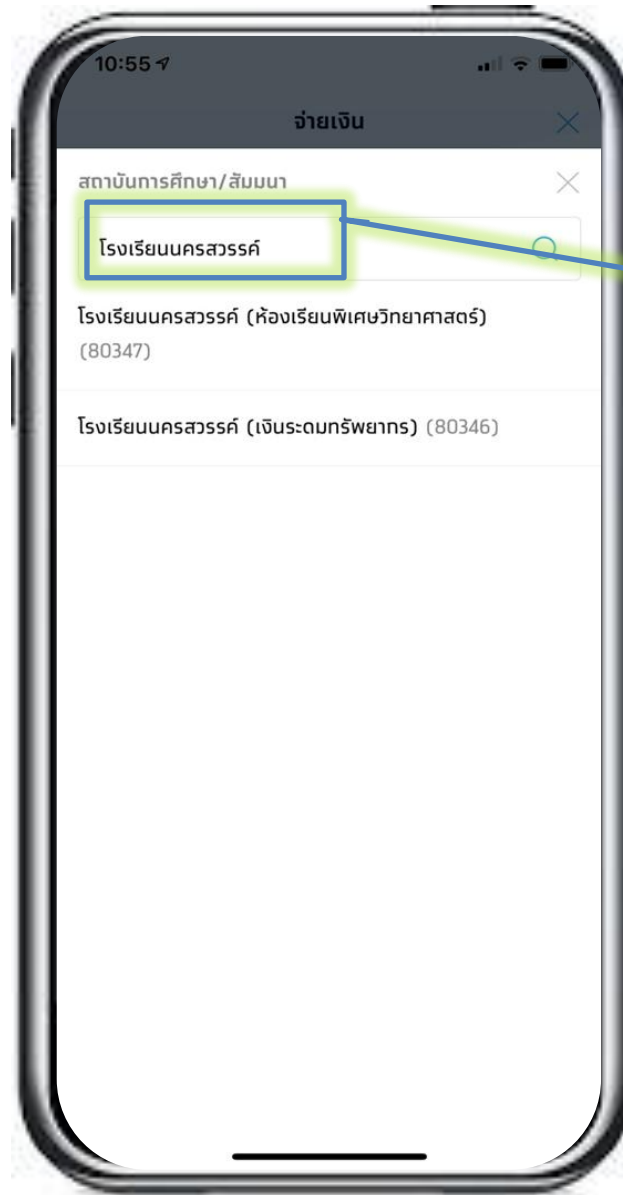 10:55
จ่ายเงิน
สถาบันการศึกษา/สัมมนา
โรงเรียนนครสวรรค์
โรงเรียนนครสวรรค์ (ห้องเรียนพิเศษวิทยาศาสตร์)
(80347)
โรงเรียนนครสวรรค์ (เงินระดมทรัพยากร) (80346)